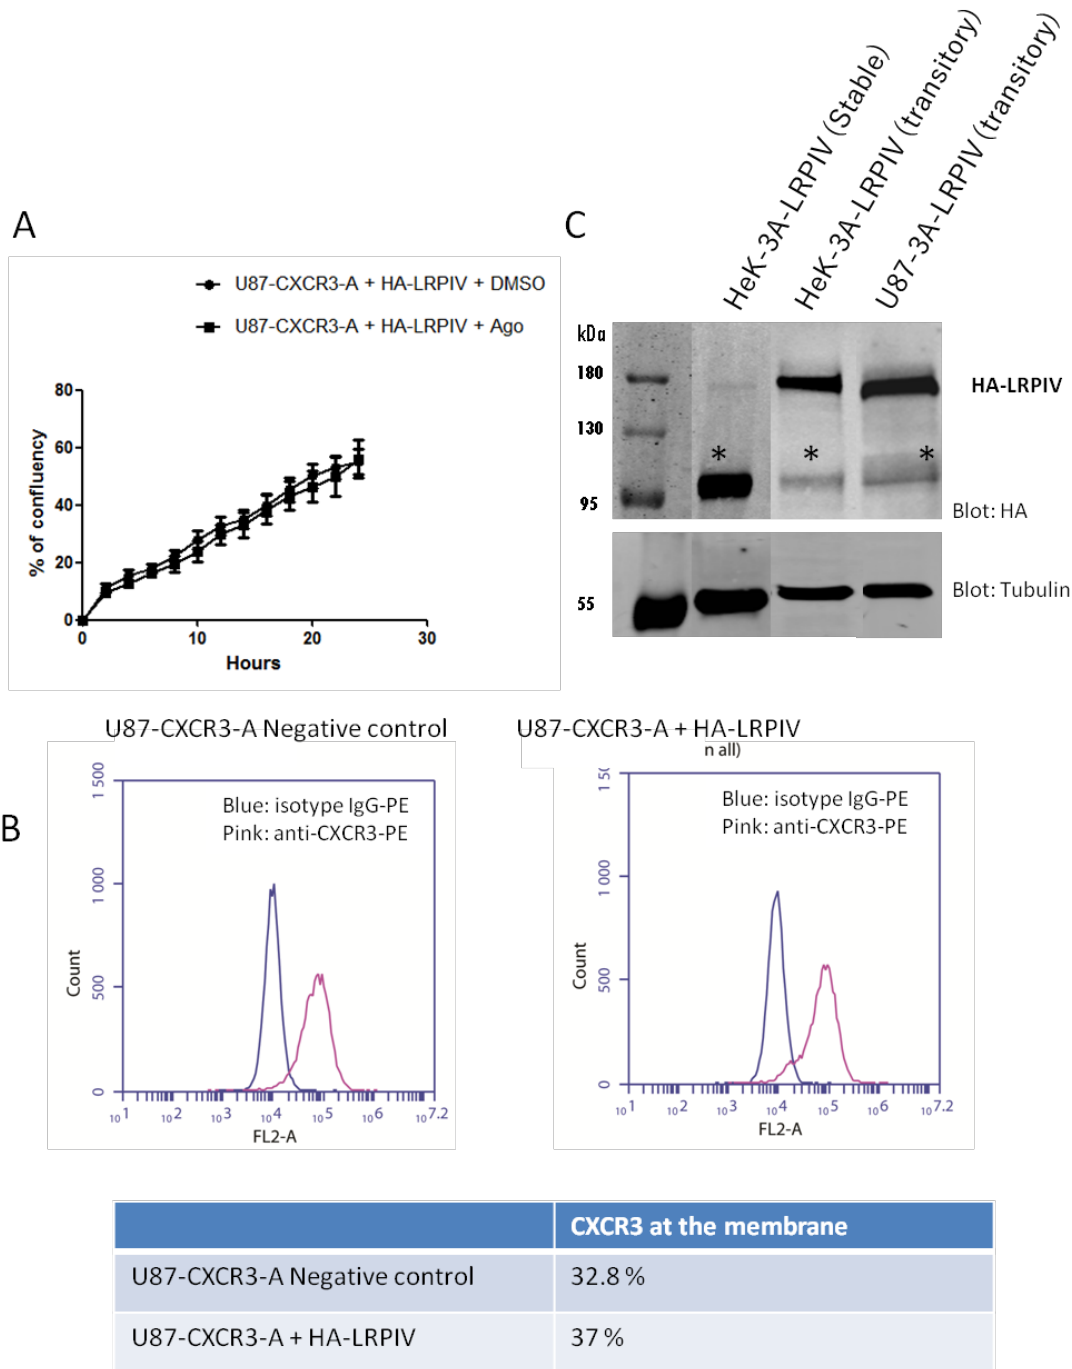 A
U87-CXCR3-A + HA-LRPIV + DMSO
U87-CXCR3-A + HA-LRPIV + Ago
80
60
40
20
0
% of confluency
0 10 20 30
Hours
C
HeK-3A-LRPIV (Stable)
HeK-3A-LRPIV (transitory)
U87-3A-LRPIV (transitory)
kDa
180
130
95
55
* * *
HA-LRPIV
Blot: HA
Blot: Tubulin
B
U87-CXCR3-A Negative control
Blue: isotype IgG-PE
Pink: anti-CXCR3-PE
1 500
1 000
500
0
Count
10 1 10 2 10 3 10 4 10 5 10 6 10 7.2
FL2-A
U87-CXCR3-A + HA-LRPIV
n all)
Blue: isotype IgG-PE
Pink: anti-CXCR3-PE
1 000
500
0
Count
10 1 10 2 10 3 10 4 10 5 10 6 10 7.2
FL2-A
CXCR3 at the membrane
U87-CXCR3-A Negative control 32.8 %
U87-CXCR3-A + HA-LRPIV 37 %